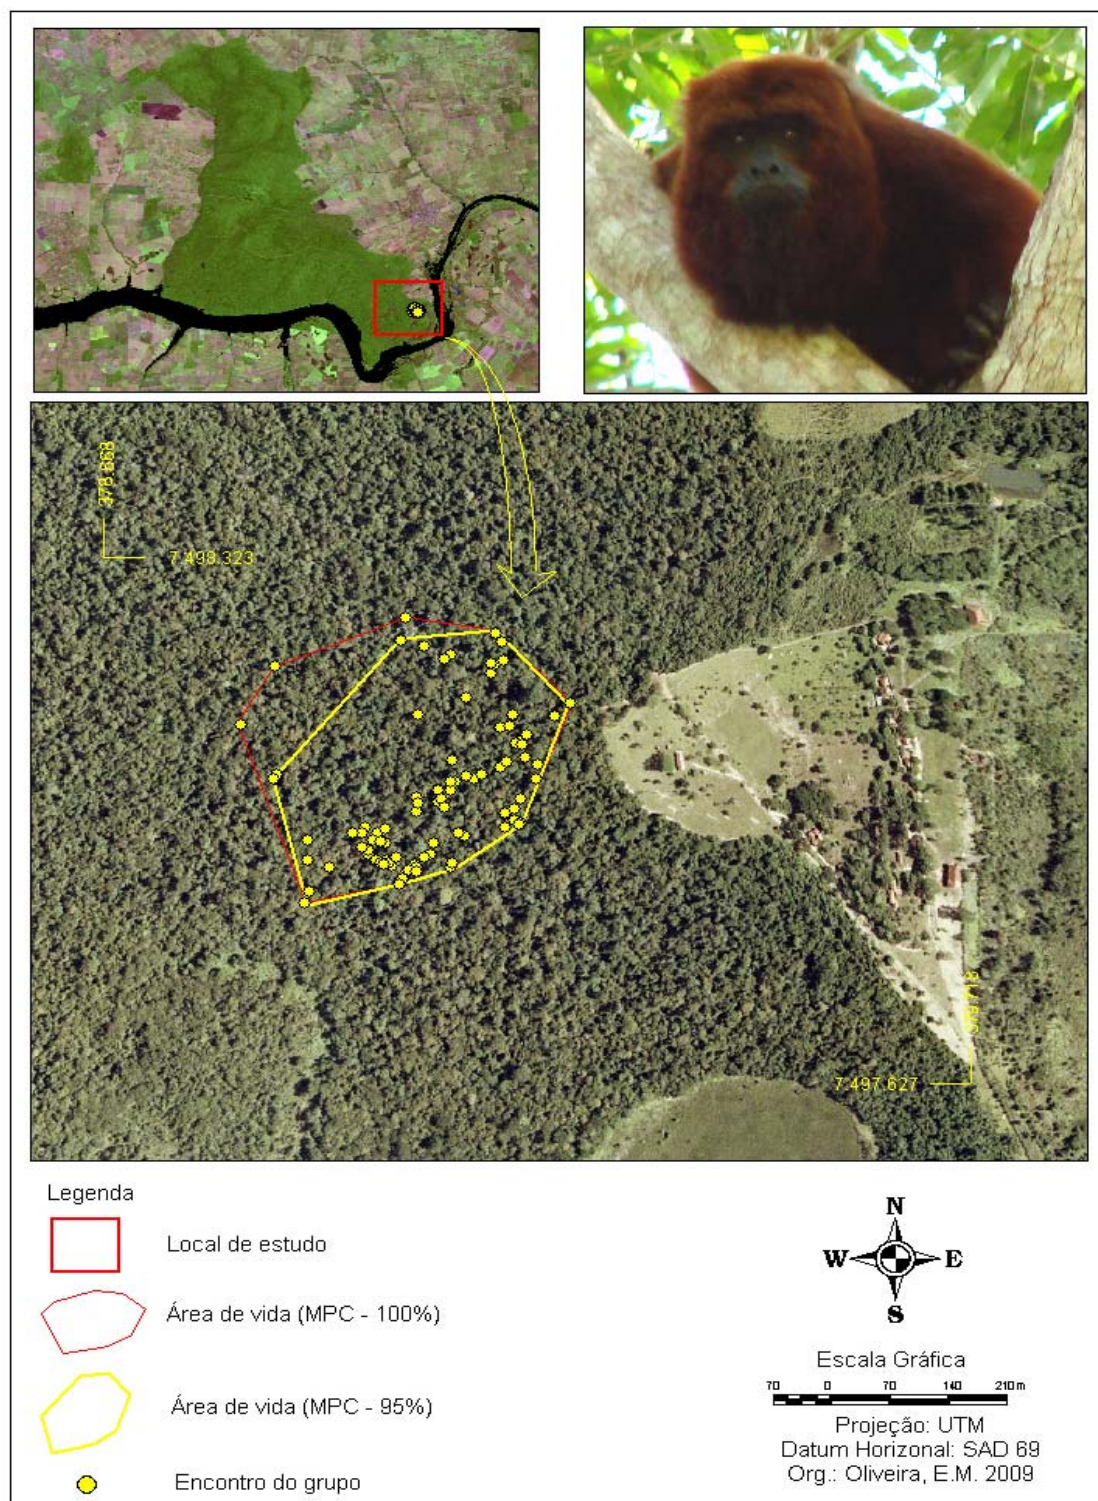 378.668
7.498.323
7.497.627
Legenda
Local de estudo
Área de vida (MPC - 100%)
Área de vida (MPC - 95%)
Encontro do grupo
N
W E
S
Escala Gráfica
70 0 70 140 210 m
Projeção: UTM
Datum Horizonal: SAD 69
Org.: Oliveira, E.M. 2009